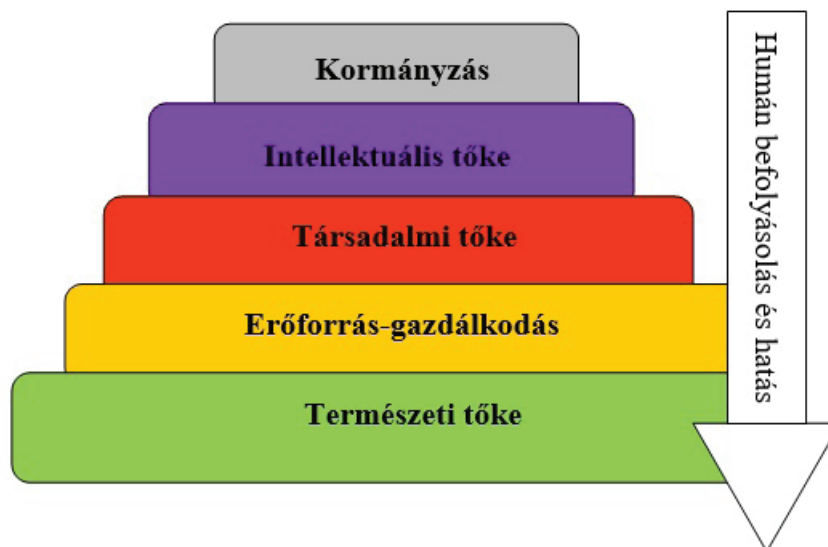 Kormányzás
Intellektuális tőke
Társadalmi tőke
Erőforrás-gazdálkodás
Természeti tőke
Humán befolyásolás és hatás